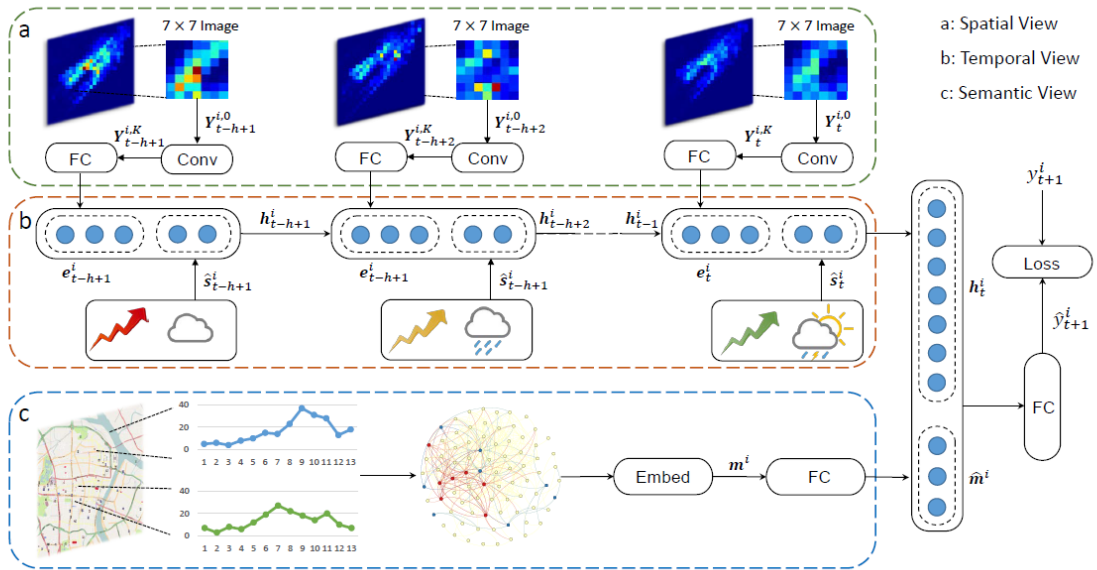 a
7 × 7 Image
7 × 7 Image
7 × 7 Image
a: Spatial View
b: Temporal View
c: Semantic View
Y^{i,0}_{t-h+1}
Y^{i,K}_{t-h+1}
FC
Conv
Y^{i,0}_{t-h+2}
Y^{i,K}_{t-h+2}
FC
Conv
Y^{i,0}_{t}
Y^{i,K}_{t}
FC
Conv
b
h^{i}_{t-h+1}
h^{i}_{t-h+2}
h^{i}_{t-1}
e^{i}_{t-h+1}
ŝ^{i}_{t-h+1}
e^{i}_{t-h+1}
ŝ^{i}_{t-h+1}
e^{i}_{t}
ŝ^{i}_{t}
c
40
20
0
1 2 3 4 5 6 7 8 9 10 11 12 13
40
20
0
1 2 3 4 5 6 7 8 9 10 11 12 13
Embed
m^{i}
FC
h^{i}_{t}
m̂^{i}
FC
ŷ^{i}_{t+1}
Loss
y^{i}_{t+1}